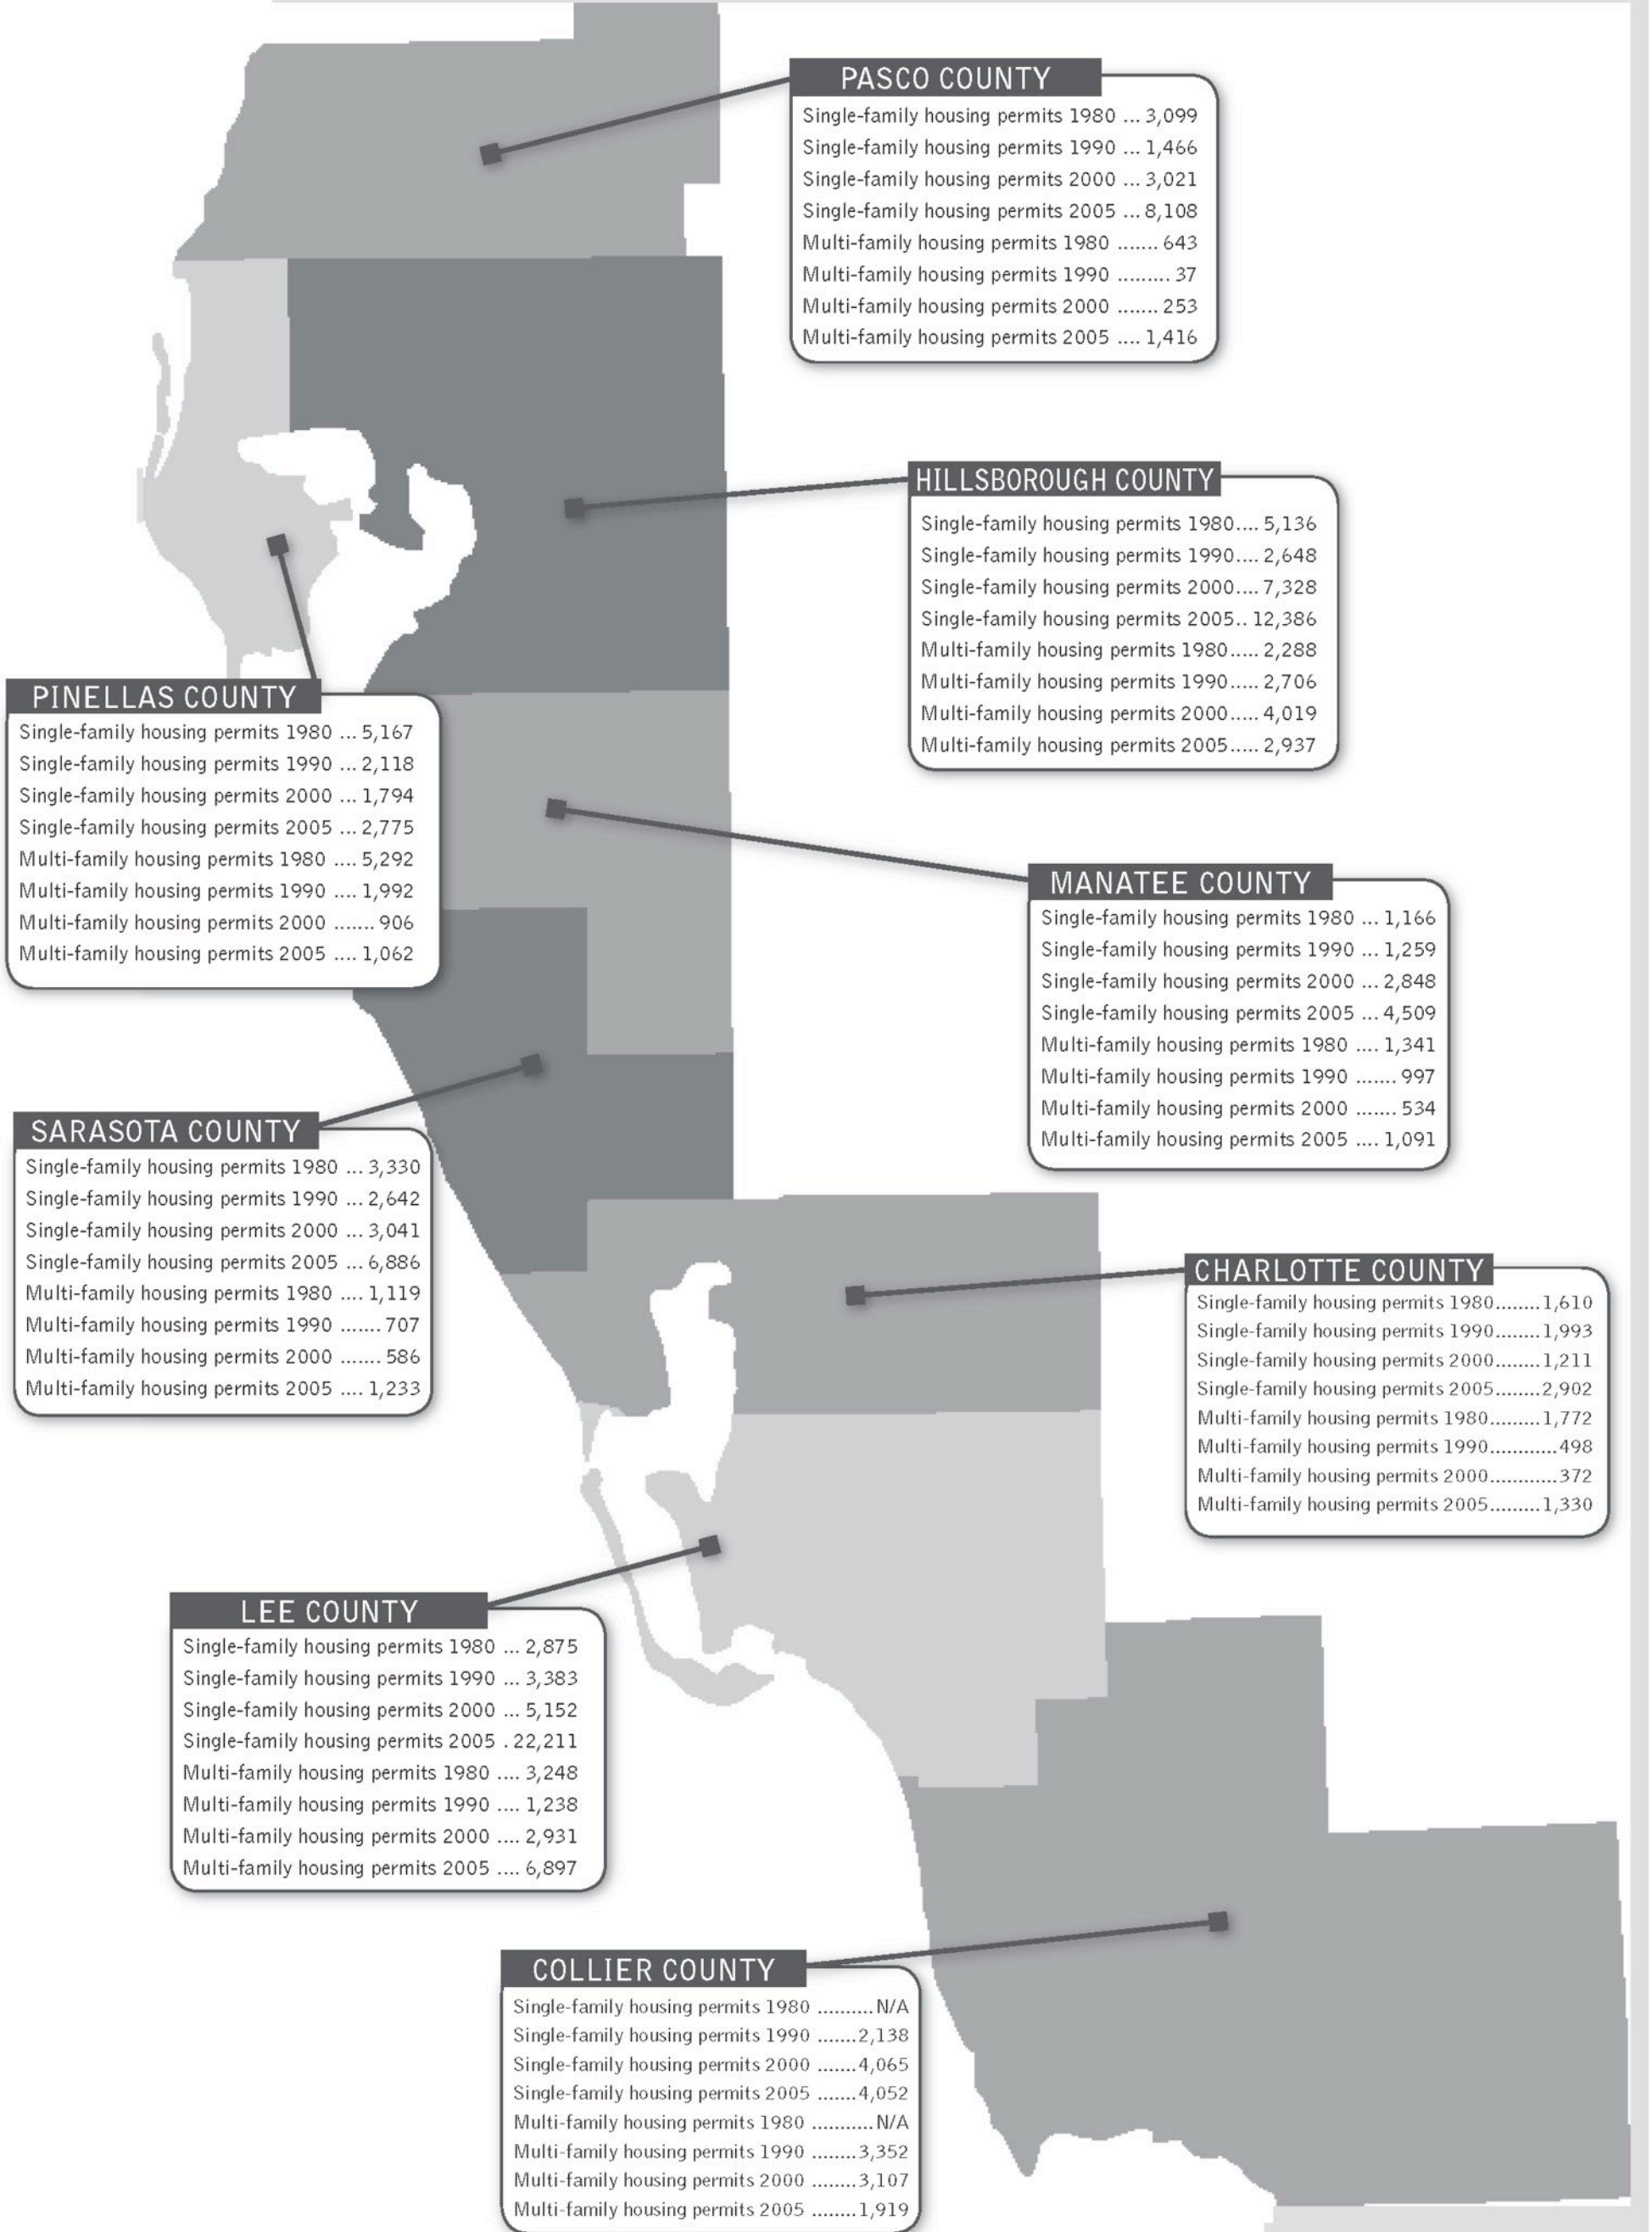 PASCO COUNTY
Single-family housing permits 1980 ... 3,099
Single-family housing permits 1990 ... 1,466
Single-family housing permits 2000 ... 3,021
Single-family housing permits 2005 ... 8,108
Multi-family housing permits 1980 ....... 643
Multi-family housing permits 1990 ......... 37
Multi-family housing permits 2000 ....... 253
Multi-family housing permits 2005 .... 1,416
HILLSBOROUGH COUNTY
Single-family housing permits 1980.... 5,136
Single-family housing permits 1990.... 2,648
Single-family housing permits 2000.... 7,328
Single-family housing permits 2005.. 12,386
Multi-family housing permits 1980..... 2,288
Multi-family housing permits 1990..... 2,706
Multi-family housing permits 2000..... 4,019
Multi-family housing permits 2005..... 2,937
PINELLAS COUNTY
Single-family housing permits 1980 ... 5,167
Single-family housing permits 1990 ... 2,118
Single-family housing permits 2000 ... 1,794
Single-family housing permits 2005 ... 2,775
Multi-family housing permits 1980 .... 5,292
Multi-family housing permits 1990 .... 1,992
Multi-family housing permits 2000 ....... 906
Multi-family housing permits 2005 .... 1,062
MANATEE COUNTY
Single-family housing permits 1980 ... 1,166
Single-family housing permits 1990 ... 1,259
Single-family housing permits 2000 ... 2,848
Single-family housing permits 2005 ... 4,509
Multi-family housing permits 1980 .... 1,341
Multi-family housing permits 1990 ....... 997
Multi-family housing permits 2000 ....... 534
Multi-family housing permits 2005 .... 1,091
SARASOTA COUNTY
Single-family housing permits 1980 ... 3,330
Single-family housing permits 1990 ... 2,642
Single-family housing permits 2000 ... 3,041
Single-family housing permits 2005 ... 6,886
Multi-family housing permits 1980 .... 1,119
Multi-family housing permits 1990 ....... 707
Multi-family housing permits 2000 ....... 586
Multi-family housing permits 2005 .... 1,233
CHARLOTTE COUNTY
Single-family housing permits 1980........1,610
Single-family housing permits 1990........1,993
Single-family housing permits 2000........1,211
Single-family housing permits 2005........2,902
Multi-family housing permits 1980.........1,772
Multi-family housing permits 1990............498
Multi-family housing permits 2000............372
Multi-family housing permits 2005.........1,330
LEE COUNTY
Single-family housing permits 1980 ... 2,875
Single-family housing permits 1990 ... 3,383
Single-family housing permits 2000 ... 5,152
Single-family housing permits 2005 . 22,211
Multi-family housing permits 1980 .... 3,248
Multi-family housing permits 1990 .... 1,238
Multi-family housing permits 2000 .... 2,931
Multi-family housing permits 2005 .... 6,897
COLLIER COUNTY
Single-family housing permits 1980 ..........N/A
Single-family housing permits 1990 .......2,138
Single-family housing permits 2000 .......4,065
Single-family housing permits 2005 .......4,052
Multi-family housing permits 1980 ...........N/A
Multi-family housing permits 1990 ........3,352
Multi-family housing permits 2000 ........3,107
Multi-family housing permits 2005 ........1,919